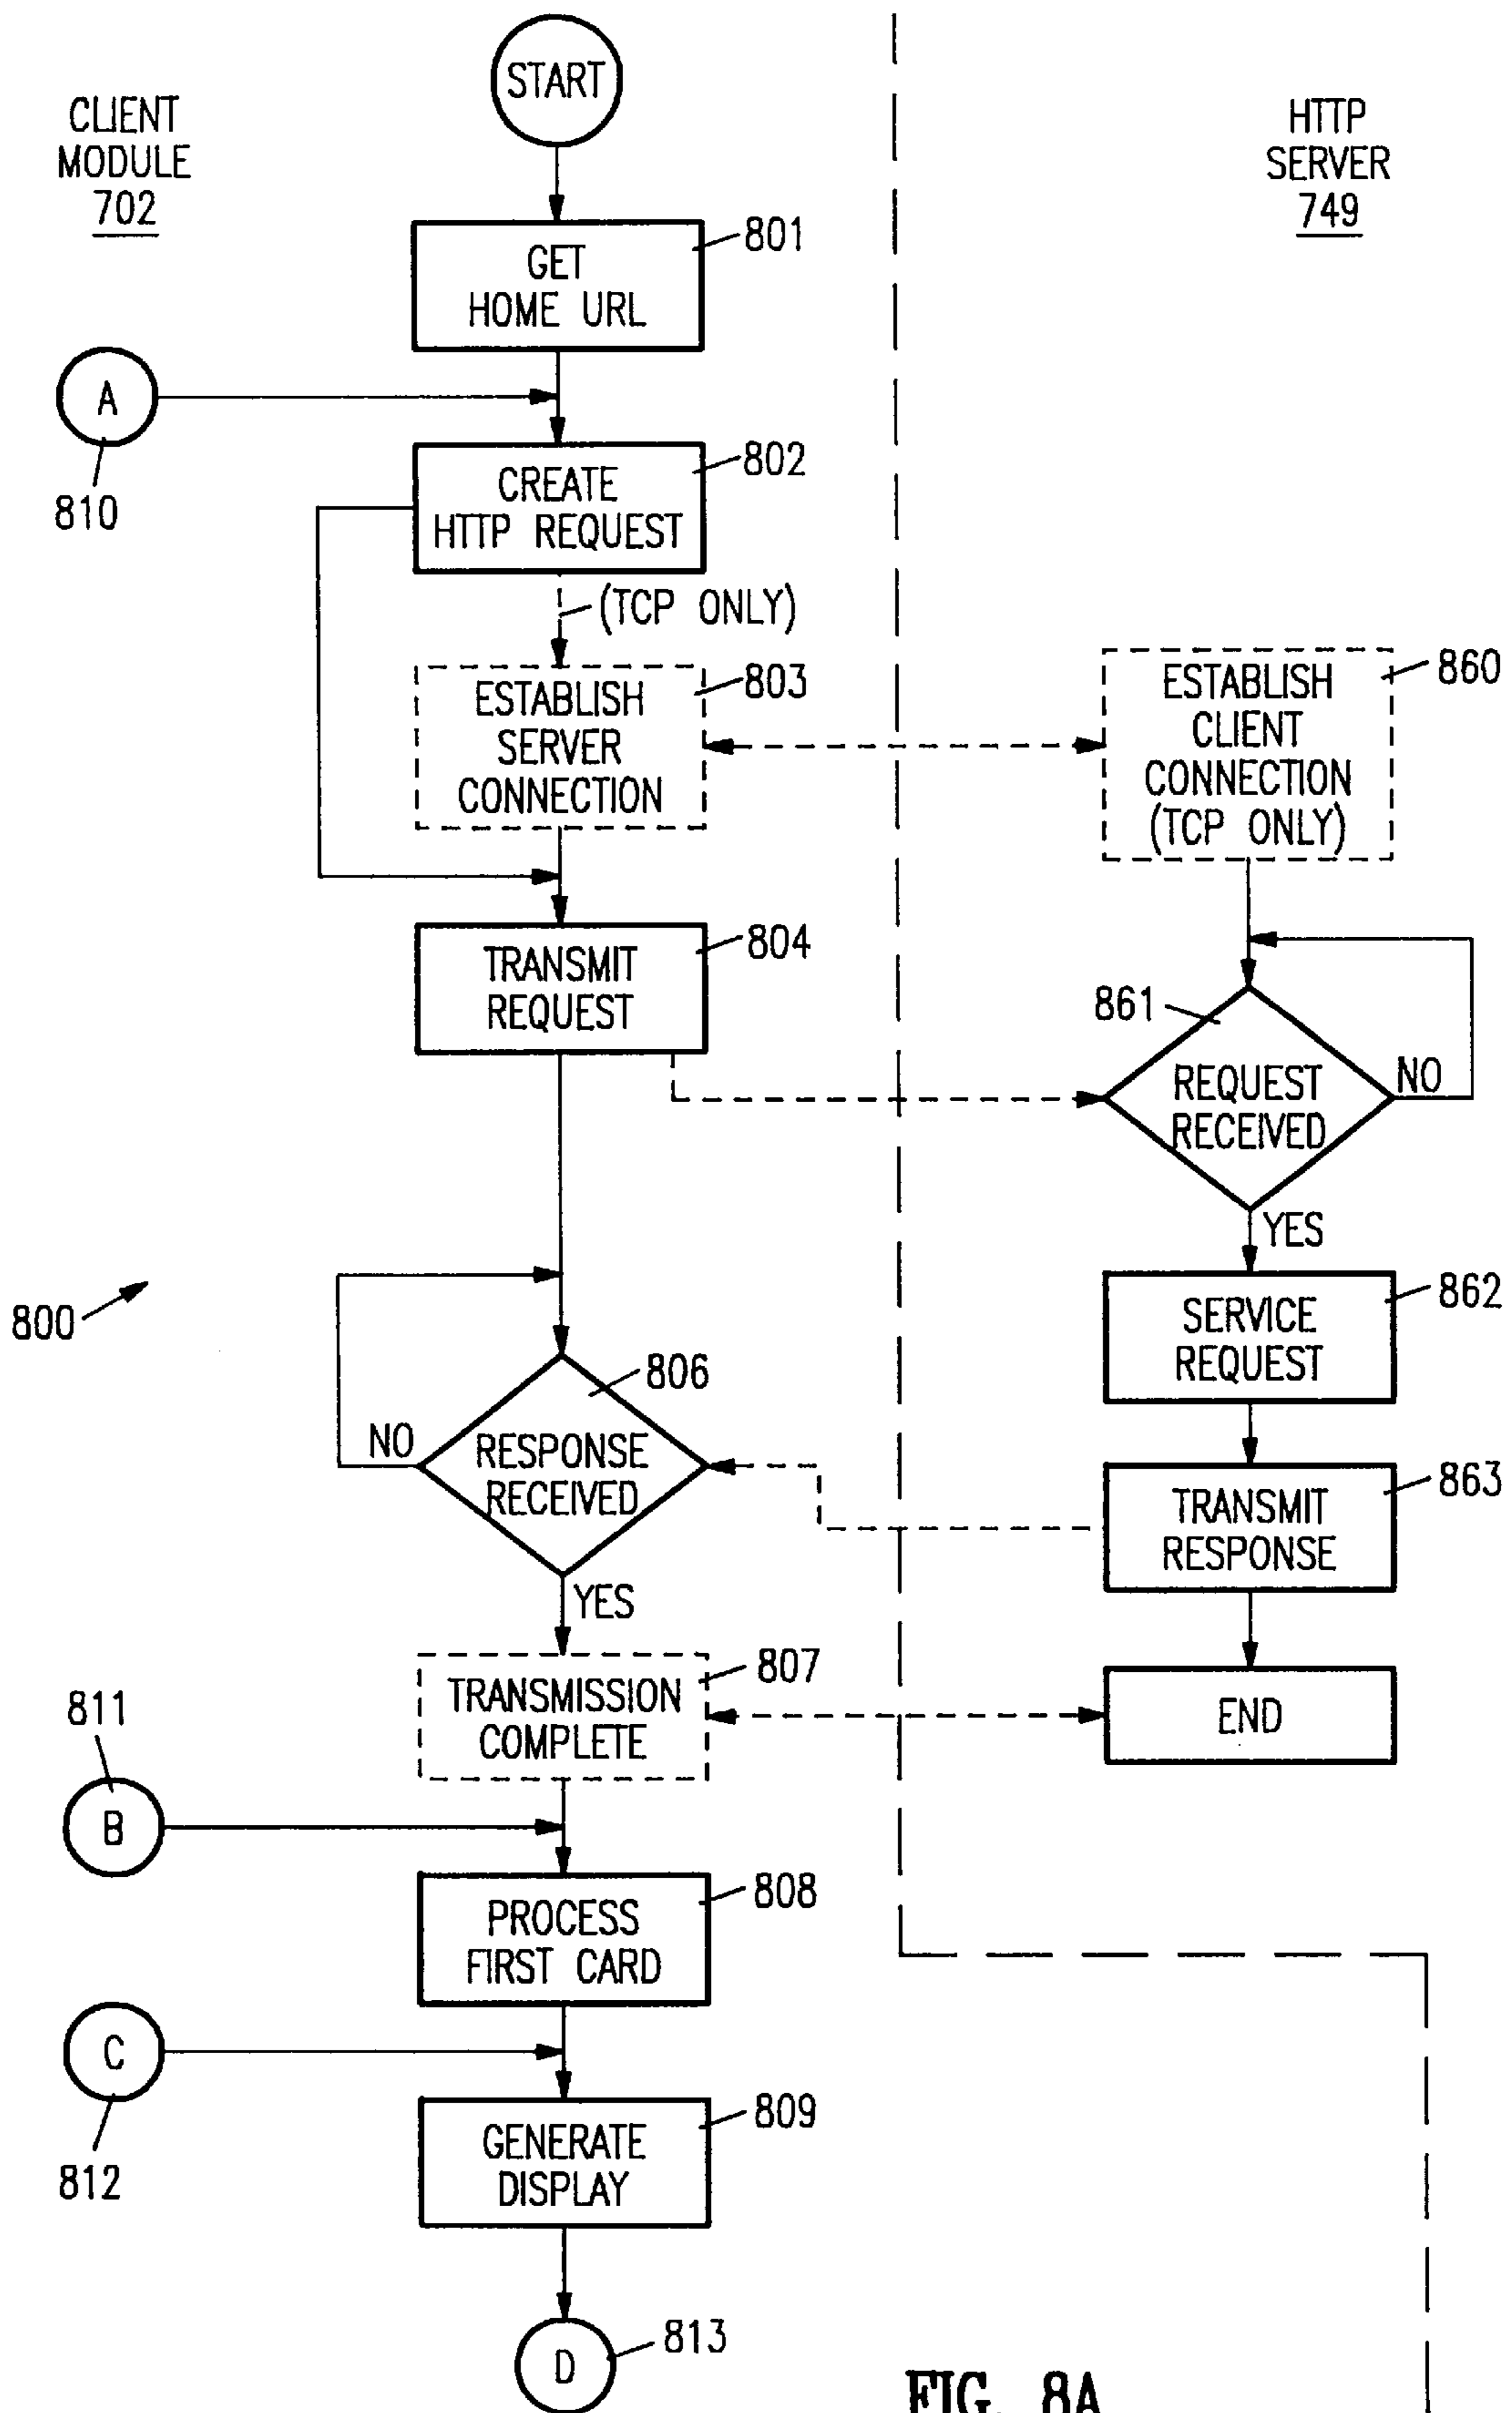 START
CLIENT
MODULE
702
HTTP
SERVER
749
801
GET
HOME URL
A
810
802
CREATE
HTTP REQUEST
(TCP ONLY)
803
ESTABLISH
SERVER
CONNECTION
860
ESTABLISH
CLIENT
CONNECTION
(TCP ONLY)
804
TRANSMIT
REQUEST
861
REQUEST
RECEIVED
NO
YES
800
862
SERVICE
REQUEST
806
NO
RESPONSE
RECEIVED
YES
863
TRANSMIT
RESPONSE
807
TRANSMISSION
COMPLETE
END
811
B
808
PROCESS
FIRST CARD
C
812
809
GENERATE
DISPLAY
D
813
FIG. 8A